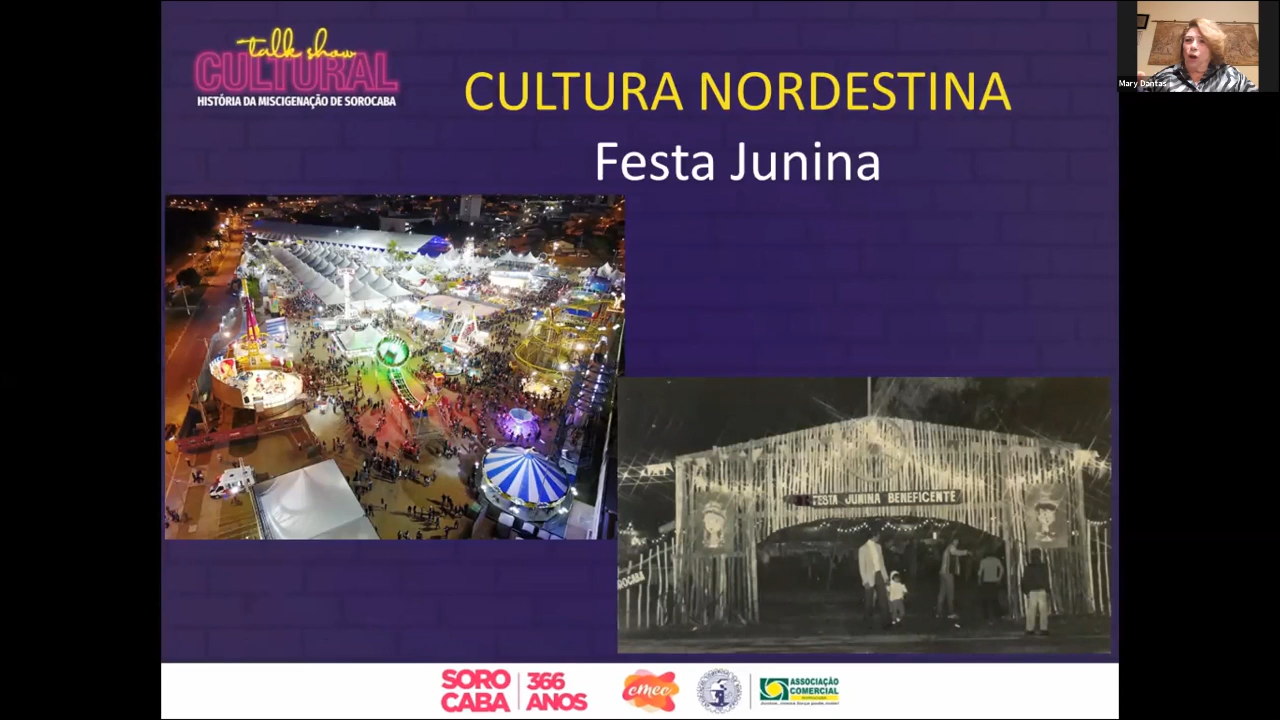 talk show
CULTURAL
HISTÓRIA DA MISCIGENAÇÃO DE SOROCABA
CULTURA NORDESTINA
Festa Junina
Mary Dantas
FESTA JUNINA BENEFICENTE
SORO
CABA
366
ANOS
cmec
ASSOCIAÇÃO
COMERCIAL